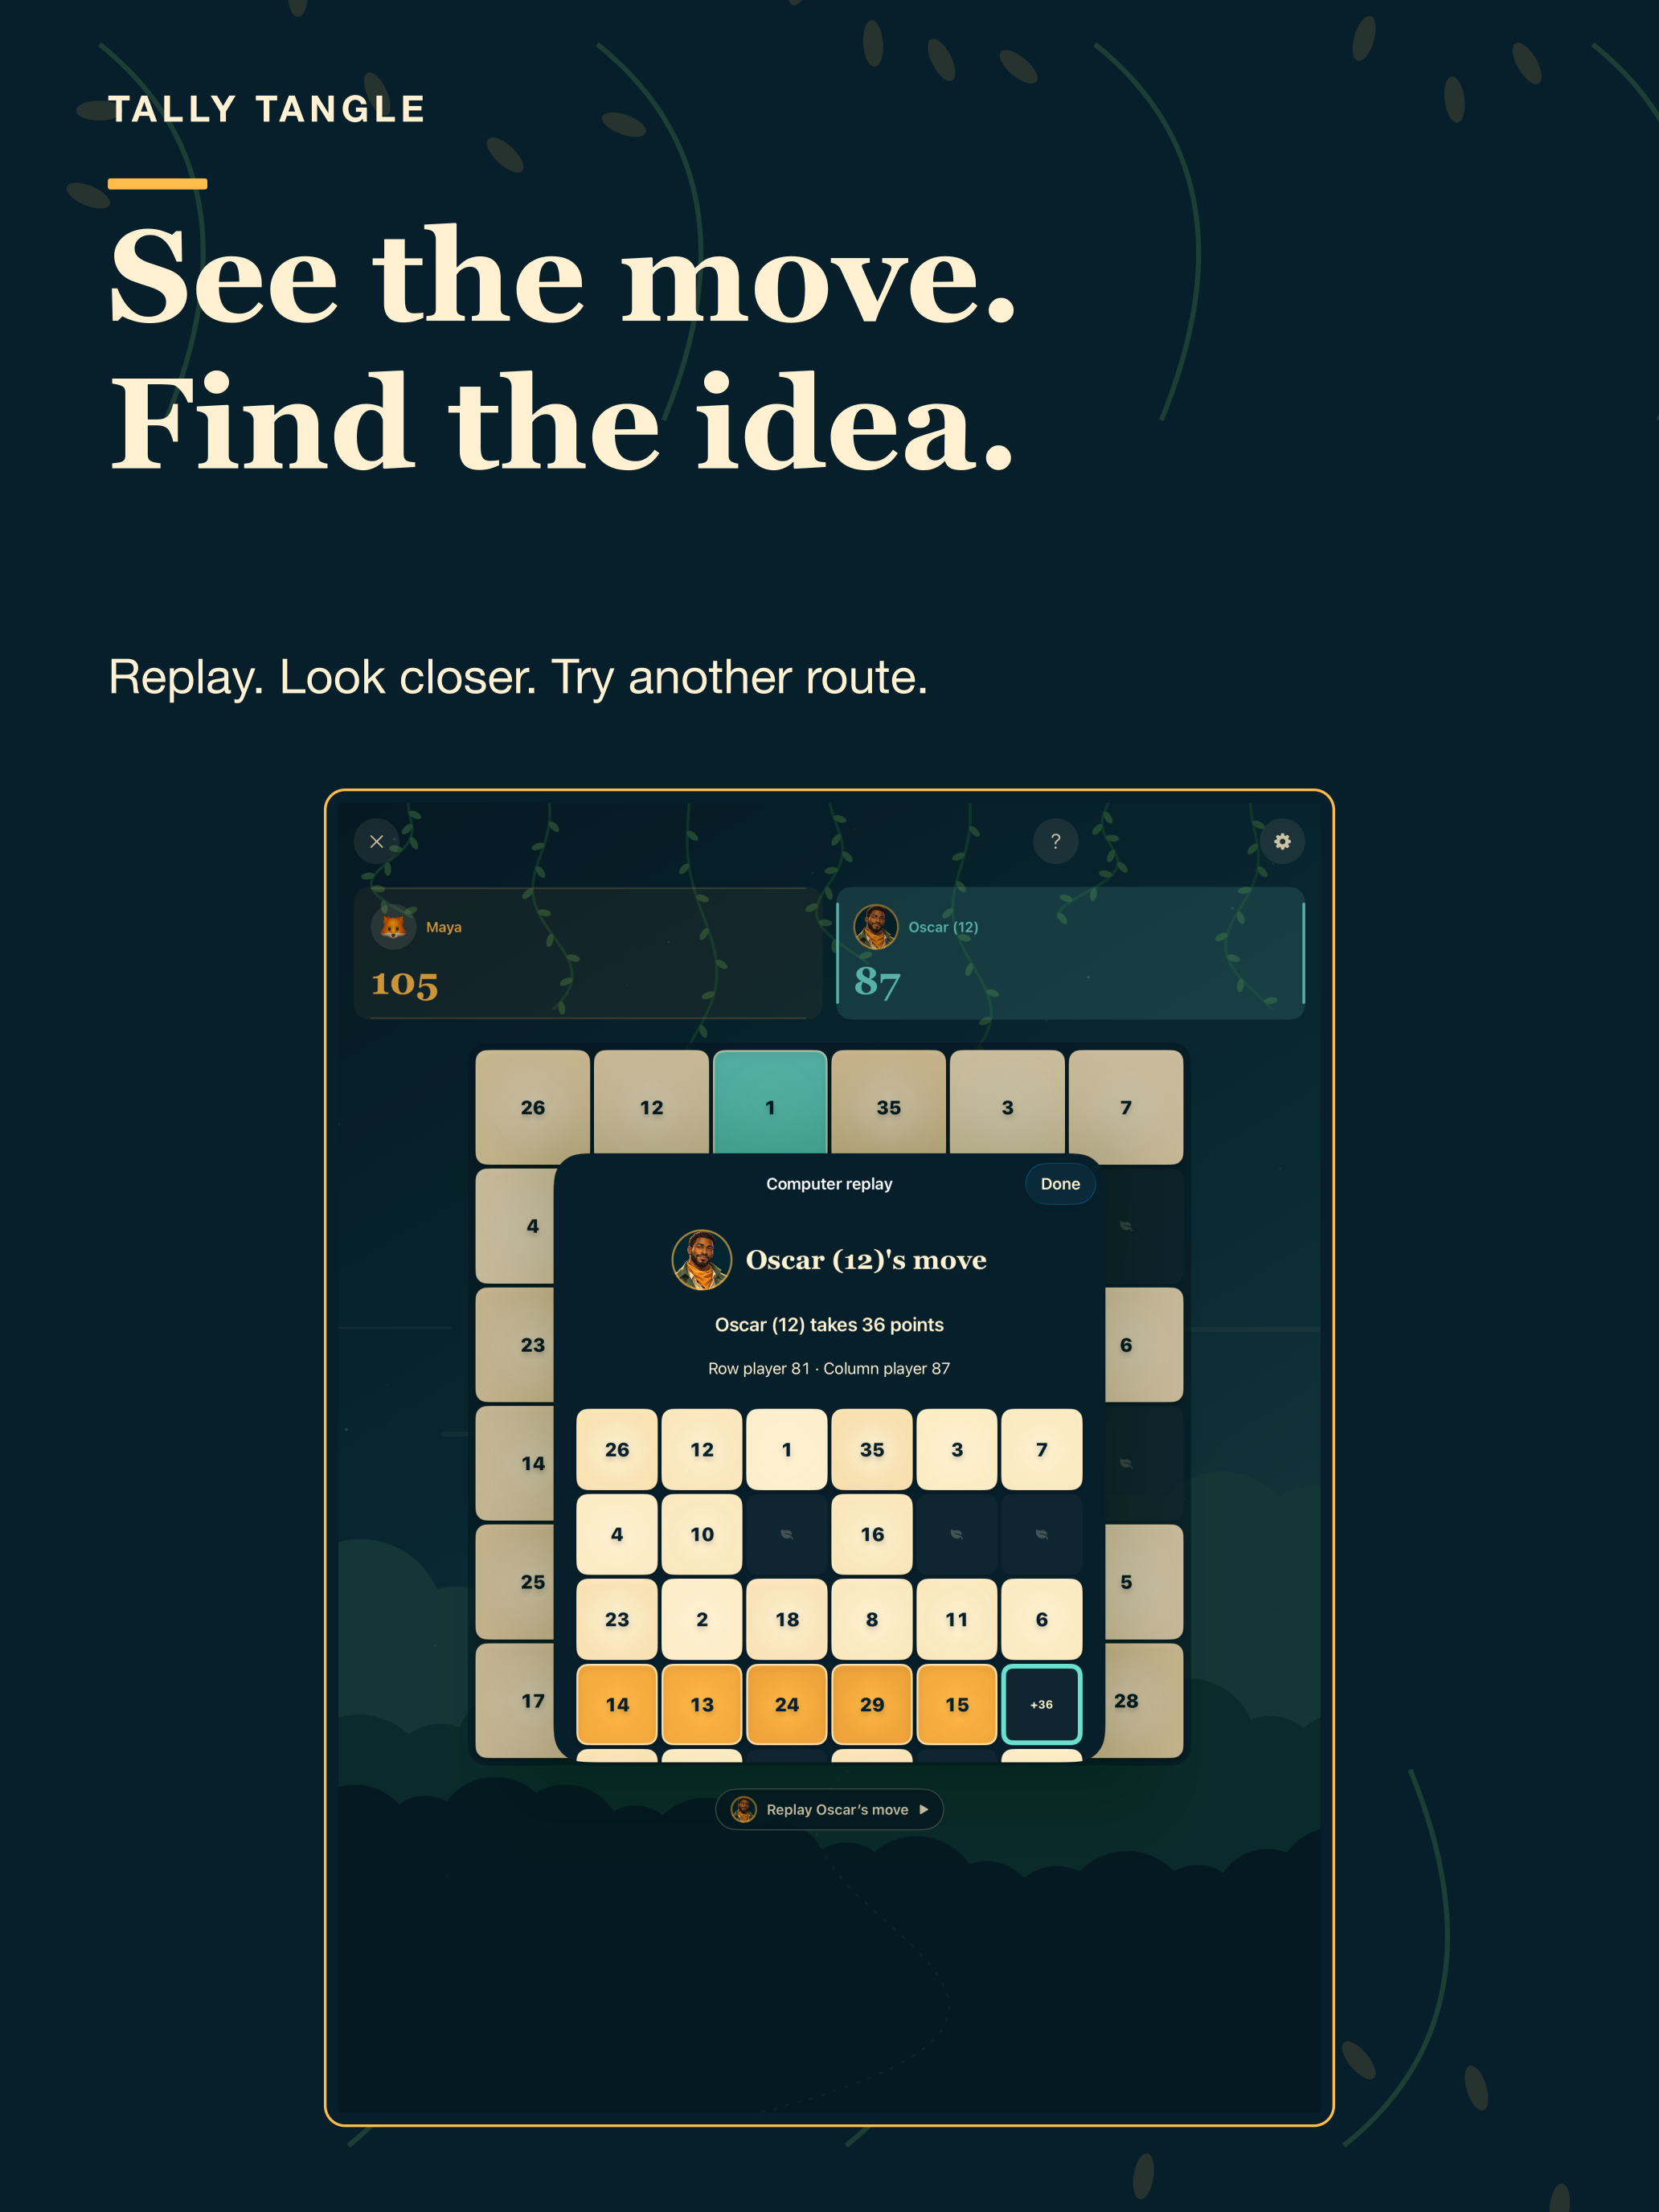 TALLY TANGLE
See the move.
Find the idea.
Replay. Look closer. Try another route.
?
Maya
105
Oscar (12)
87
26 12 1 35 3 7
4
23 6
14
25 5
17 28
Computer replay
Done
Oscar (12)'s move
Oscar (12) takes 36 points
Row player 81 · Column player 87
26 12 1 35 3 7
4 10 16
23 2 18 8 11 6
14 13 24 29 15 +36
Replay Oscar's move